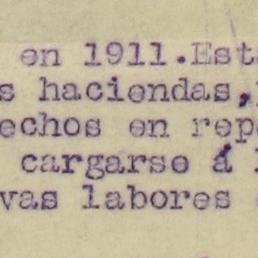 en 1911.Est
s haciendas,
echos en rep
cargarse á
vas labores